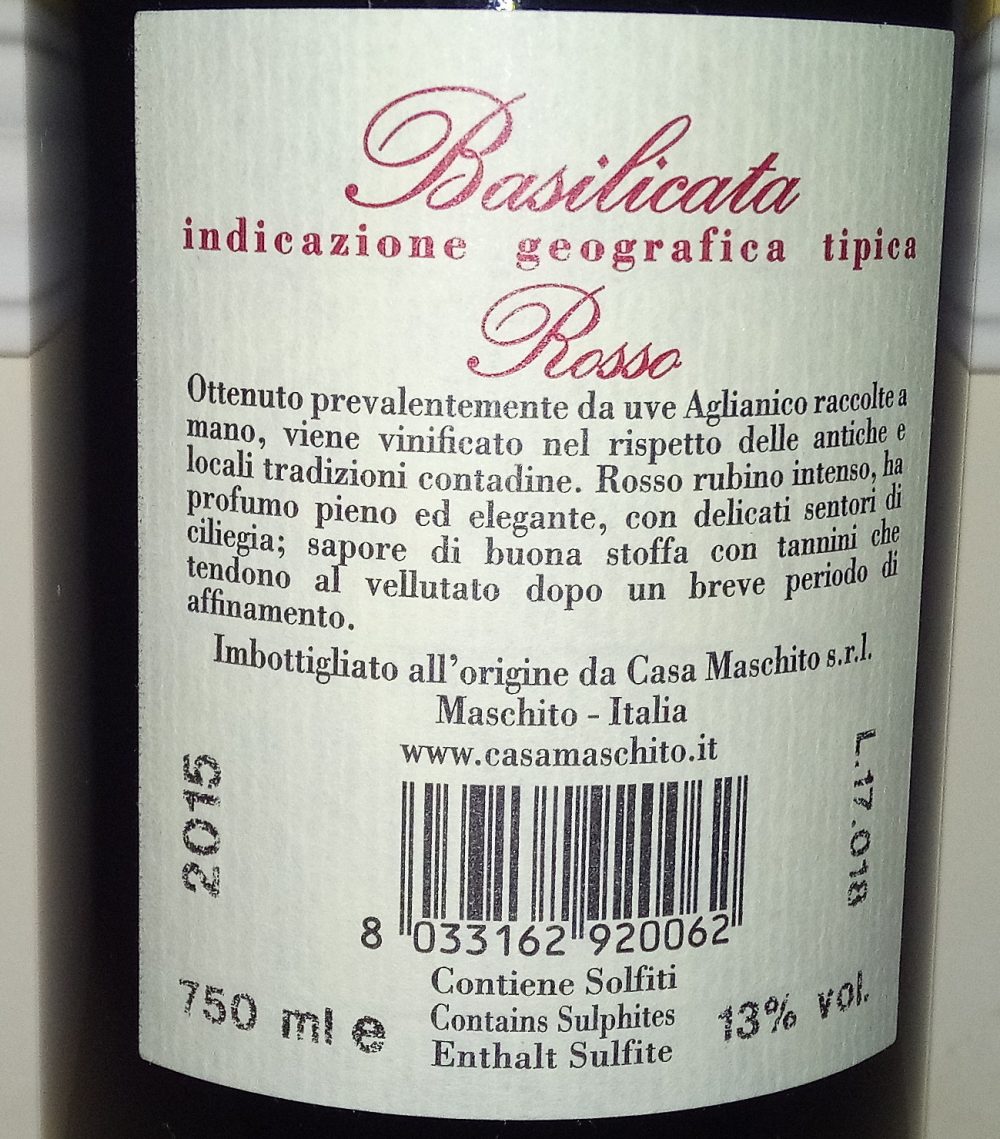 Basilicata
indicazione geografica tipica
Rosso
Ottenuto prevalentemente da uve Aglianico raccolte a
mano, viene vinificato nel rispetto delle antiche e
locali tradizioni contadine. Rosso rubino intenso, ha
profumo pieno ed elegante, con delicati sentori di
ciliegia; sapore di buona stoffa con tannini che
tendono al vellutato dopo un breve periodo di
affinamento.
Imbottigliato all'origine da Casa Maschito s.r.l.
Maschito - Italia
www.casamaschito.it
2015
L.17.018
8 033162 920062
750 ml e
Contiene Solfiti
Contains Sulphites
Enthalt Sulfite
13% vol.